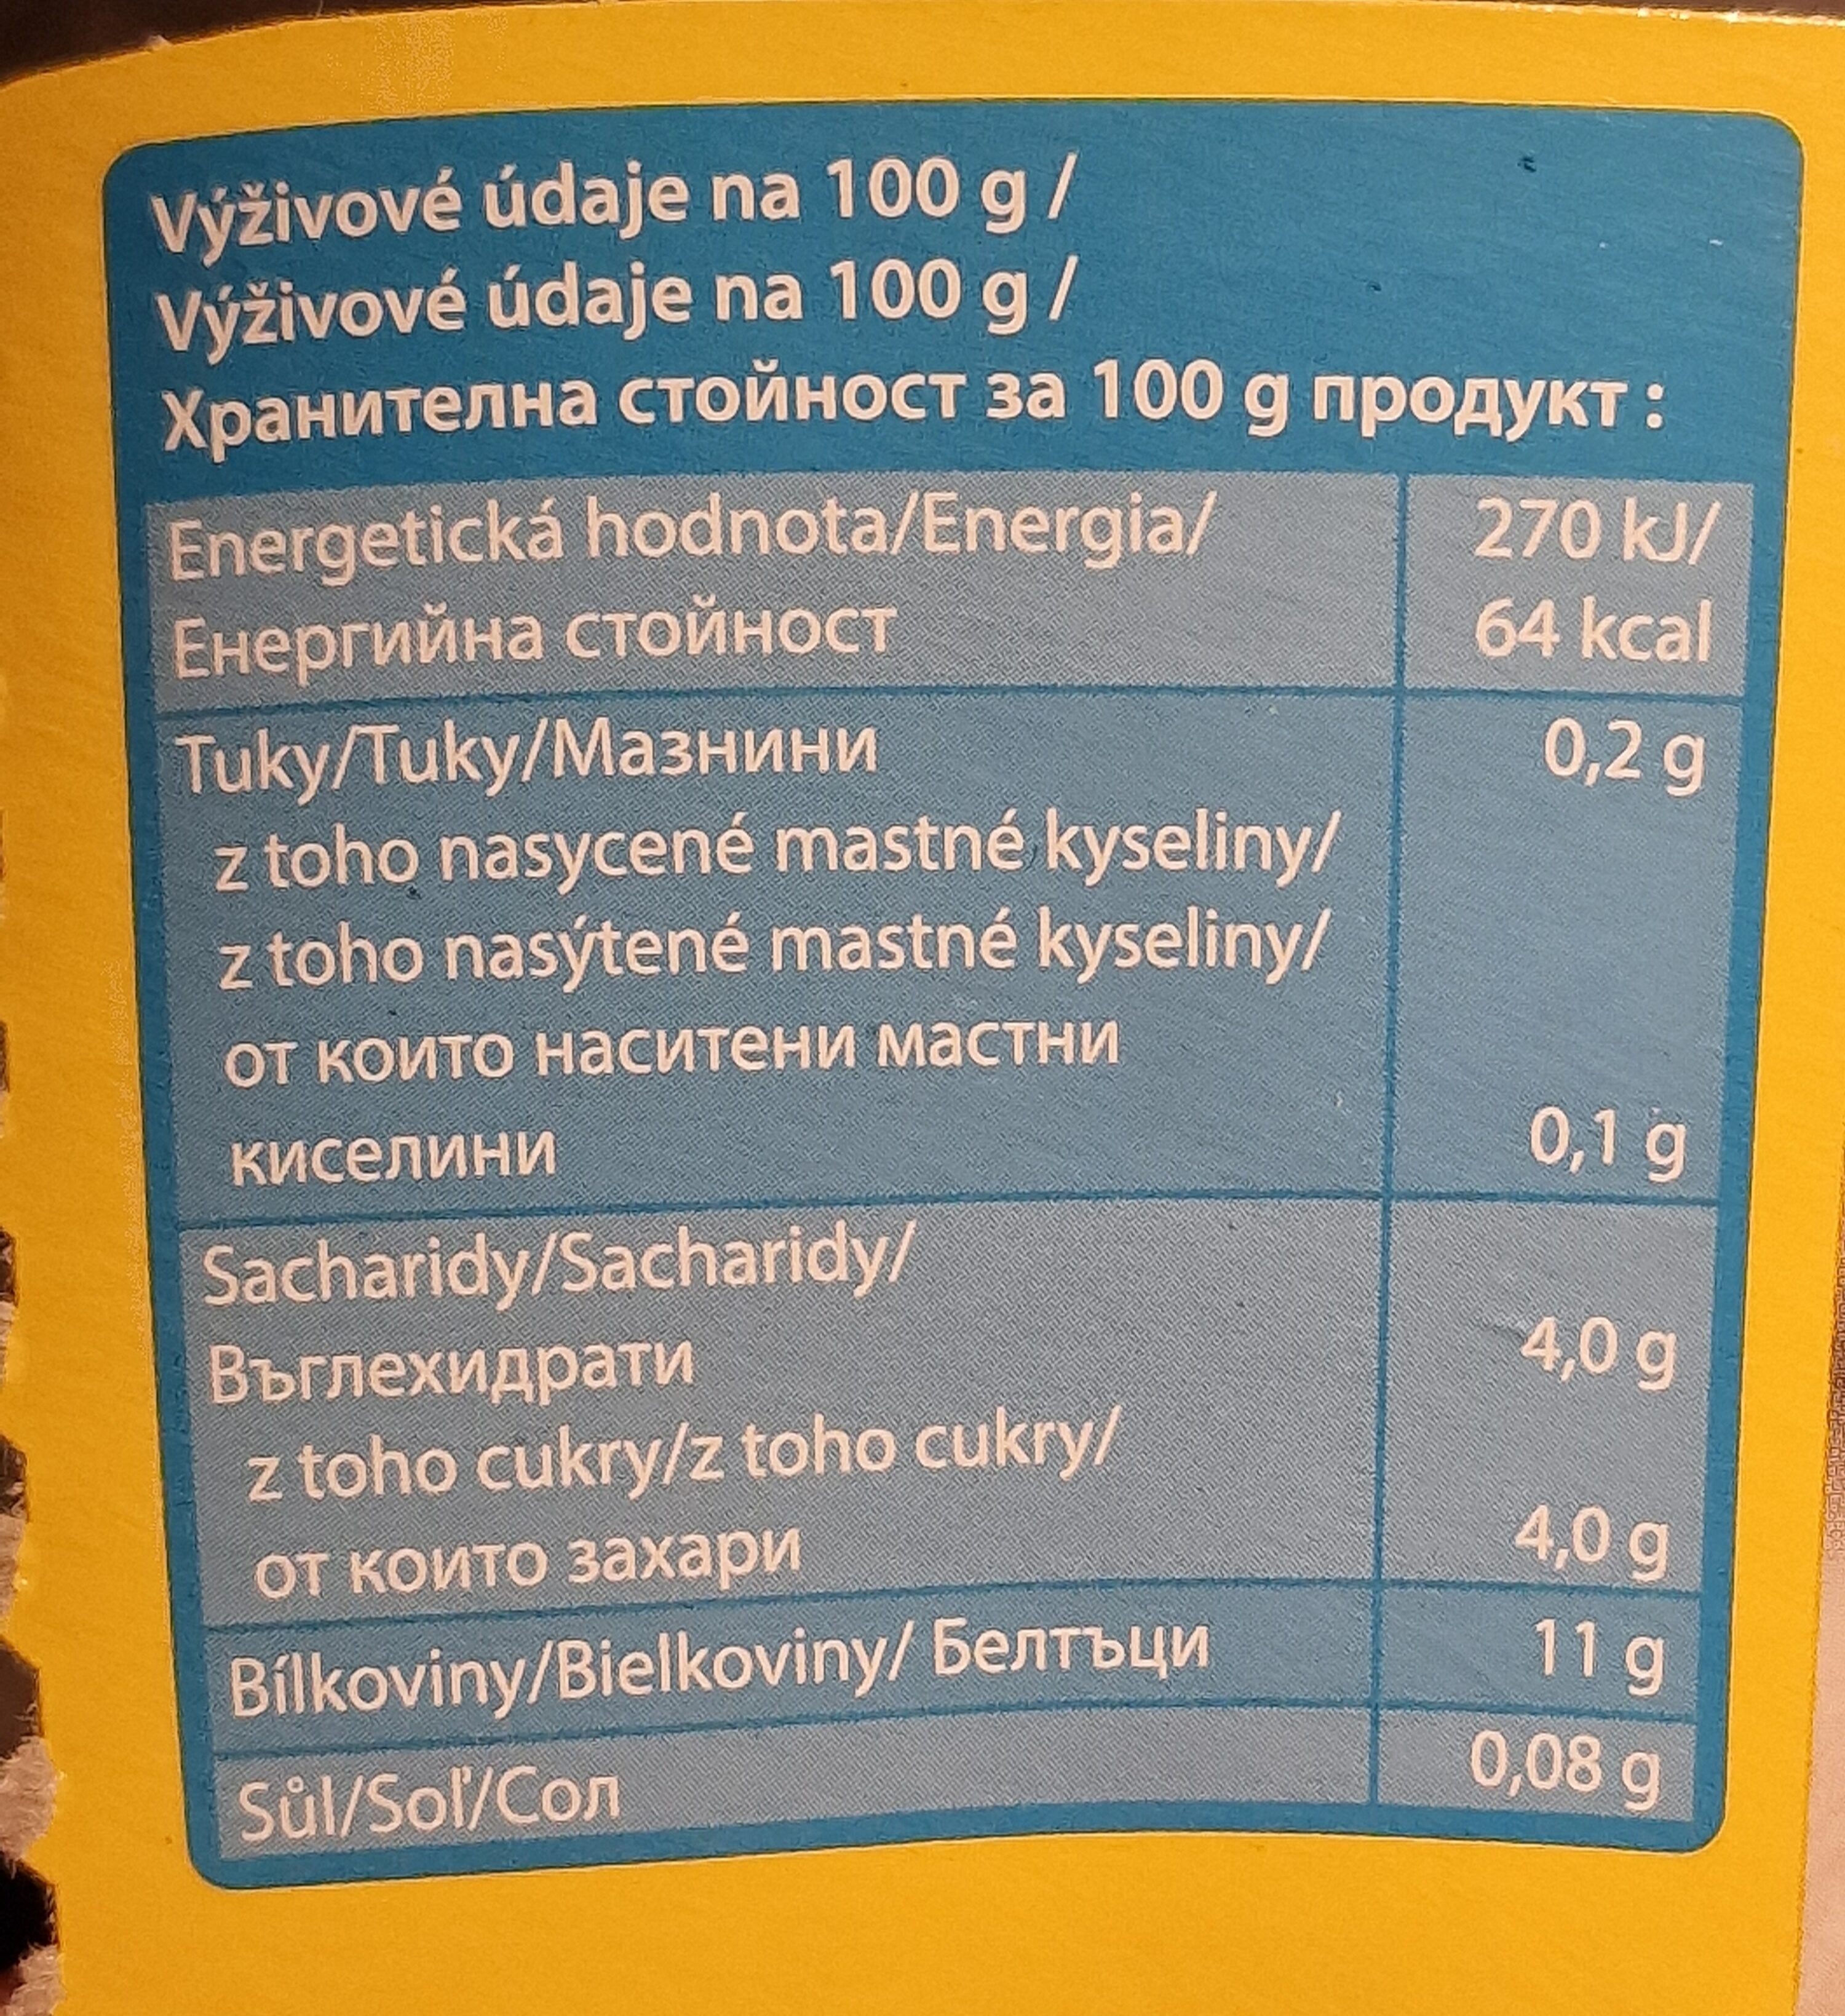 Výživové údaje na 100 g /
Výživové údaje na 100 g /
Хранителна стойност за 100 g продукт :
Energetická hodnota/Energia/ 270 kJ/
Енергийна стойност 64 kcal
Tuky/Tuky/Мазнини 0,2 g
z toho nasycené mastné kyseliny/
z toho nasýtené mastné kyseliny/
от които наситени мастни
киселини 0,1 g
Sacharidy/Sacharidy/
Въглехидрати 4,0 g
z toho cukry/z toho cukry/
от които захари 4,0 g
Bílkoviny/Bielkoviny/ Белтъци 11 g
Sůl/Soľ/Сол 0,08 g